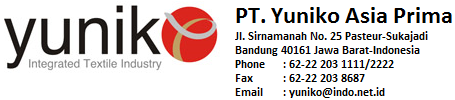 yuniko
Integrated Textile Industry
PT. Yuniko Asia Prima
Jl. Sirnamanah No. 25 Pasteur-Sukajadi
Bandung 40161 Jawa Barat-Indonesia
Phone : 62-22 203 1111/2222
Fax : 62-22 203 8687
Email : yuniko@indo.net.id